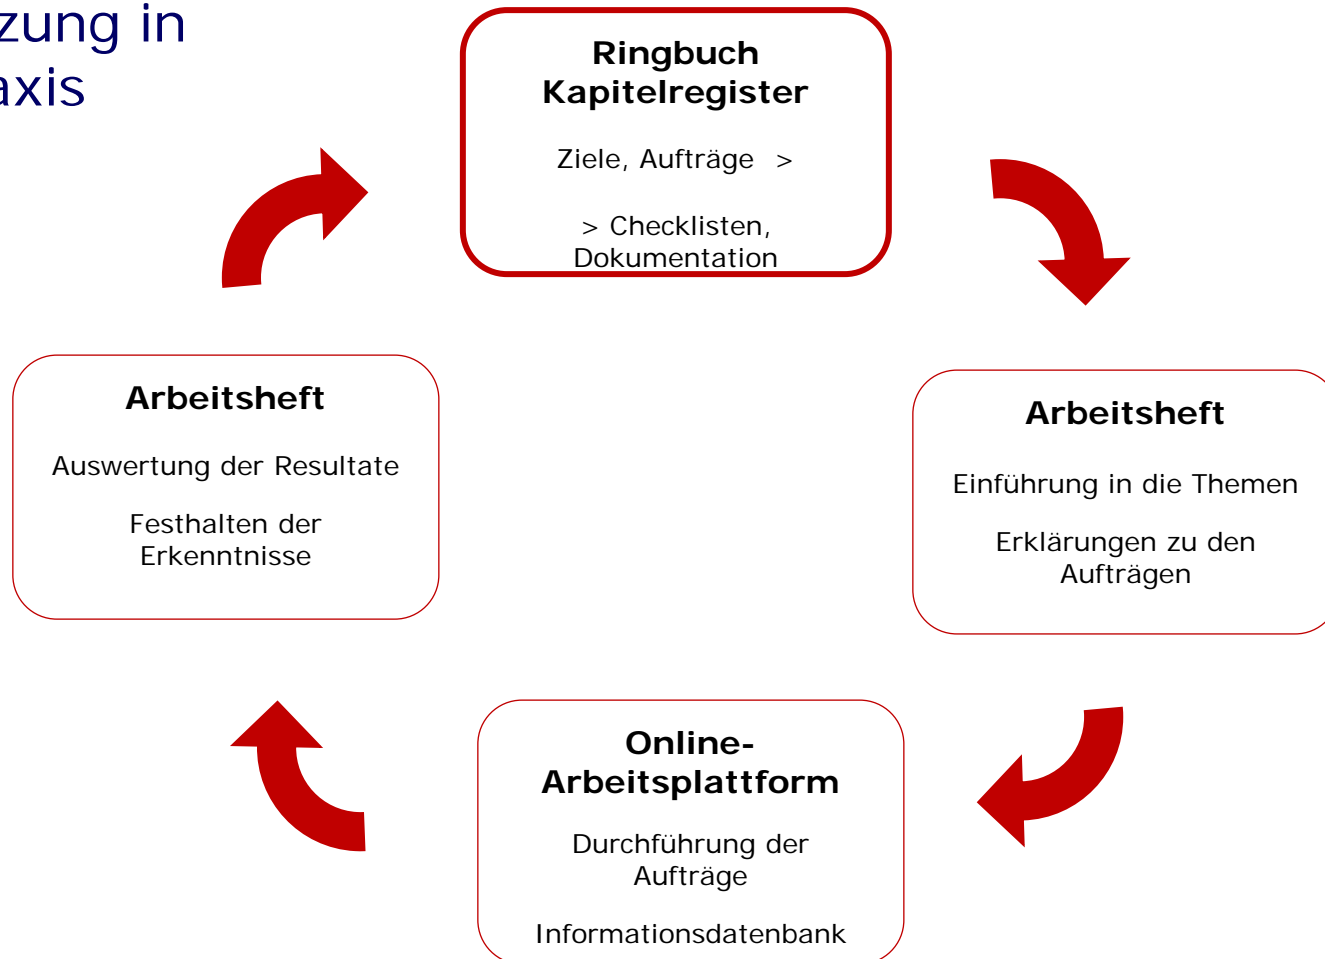 zung in
axis
Ringbuch
Kapitelregister
Ziele, Aufträge >
> Checklisten,
Dokumentation
Arbeitsheft
Einführung in die Themen
Erklärungen zu den
Aufträgen
Online-
Arbeitsplattform
Durchführung der
Aufträge
Informationsdatenbank
Arbeitsheft
Auswertung der Resultate
Festhalten der
Erkenntnisse